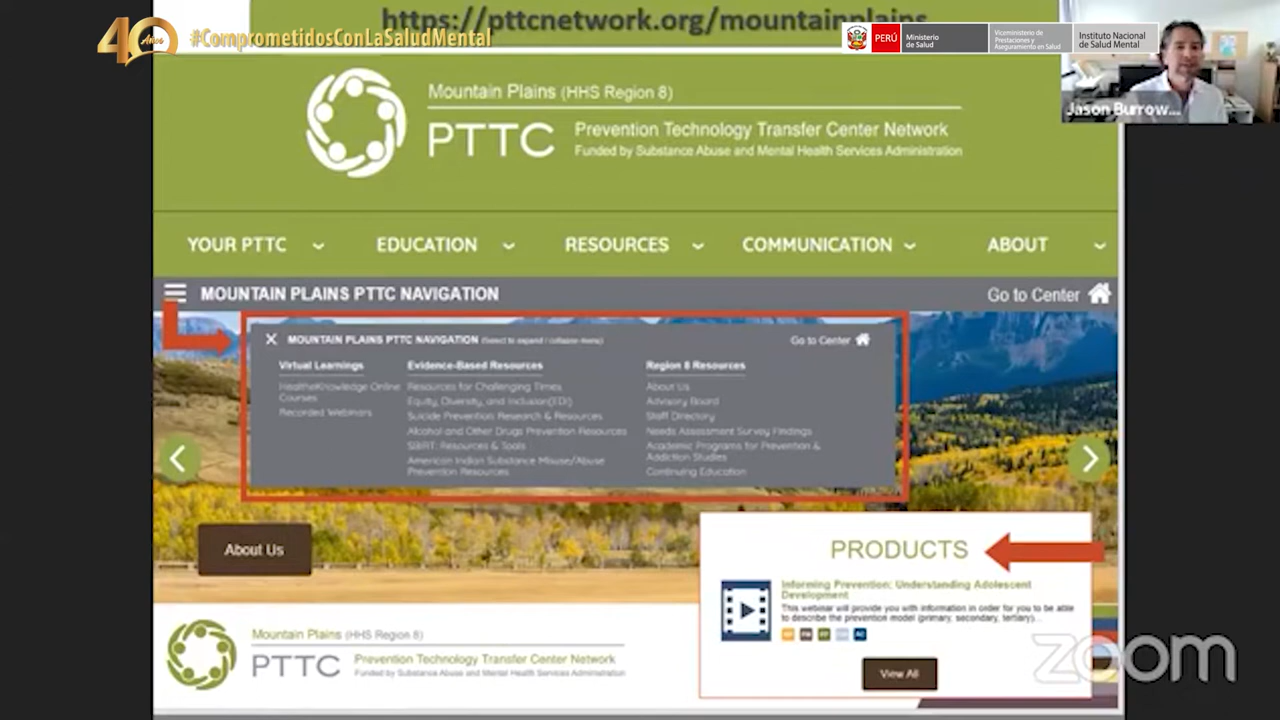 https://pttcnetwork.org/mountainplains
40 Años #ComprometidosConLaSaludMental
PERÚ
Ministerio
de Salud
Viceministerio de
Prestaciones y
Aseguramiento en Salud
Instituto Nacional
de Salud Mental
Jason Burrow...
Mountain Plains (HHS Region 8)
PTTC
Prevention Technology Transfer Center Network
Funded by Substance Abuse and Mental Health Services Administration
YOUR PTTC
EDUCATION
RESOURCES
COMMUNICATION
ABOUT
MOUNTAIN PLAINS PTTC NAVIGATION
Go to Center
X MOUNTAIN PLAINS PTTC NAVIGATION (Select to expand / collapse menu)
Go to Center
Virtual Learnings
HealtheKnowledge Online
Courses
Recorded Webinars
Evidence-Based Resources
Resources for Challenging Times
Equity, Diversity, and Inclusion(EDI)
Suicide Prevention Research & Resources
Alcohol and Other Drugs Prevention Resources
SBIRT: Resources & Tools
American Indian Substance Misuse/Abuse
Prevention Resources
Region 8 Resources
About Us
Advisory Board
Staff Directory
Needs Assessment Survey Findings
Academic Programs for Prevention &
Addiction Studies
Continuing Education
About Us
PRODUCTS
Informing Prevention: Understanding Adolescent
Development
This webinar will provide you with information in order for you to be able
to describe the prevention model (primary, secondary, tertiary)...
View All
Mountain Plains (HHS Region 8)
PTTC
Prevention Technology Transfer Center Network
Funded by Substance Abuse and Mental Health Services Administration
zoom